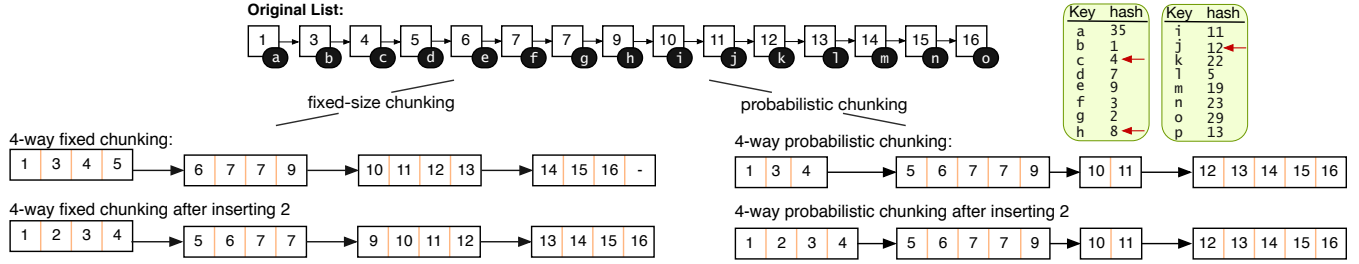 Original List:
1 3 4 5 6 7 7 9 10 11 12 13 14 15 16
a b c d e f g h i j k l m n o
fixed-size chunking
probabilistic chunking
Key hash
a 35
b 1
c 4
d 7
e 9
f 3
g 2
h 8
Key hash
i 11
j 12
k 22
l 5
m 19
n 23
o 29
p 13
4-way fixed chunking:
1 3 4 5 6 7 7 9 10 11 12 13 14 15 16 -
4-way fixed chunking after inserting 2
1 2 3 4 5 6 7 7 9 10 11 12 13 14 15 16
4-way probabilistic chunking:
1 3 4 5 6 7 7 9 10 11 12 13 14 15 16
4-way probabilistic chunking after inserting 2
1 2 3 4 5 6 7 7 9 10 11 12 13 14 15 16